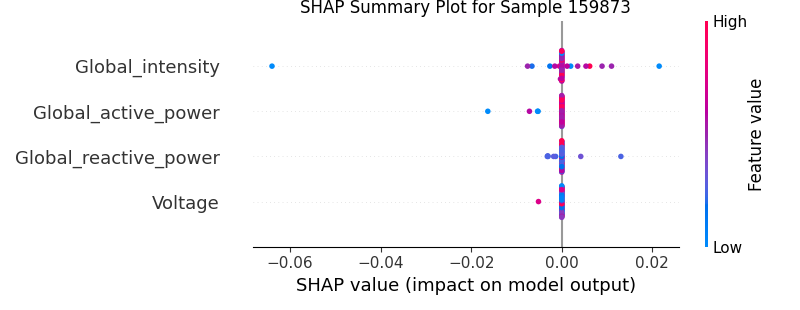 SHAP Summary Plot for Sample 159873
High
Global_intensity
Global_active_power
Global_reactive_power
Voltage
Feature value
Low
−0.06 −0.04 −0.02 0.00 0.02
SHAP value (impact on model output)